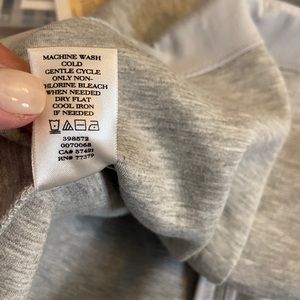 MACHINE WASH
COLD
GENTLE CYCLE
ONLY NON-
CHLORINE BLEACH
WHEN NEEDED
DRY FLAT
COOL IRON
IF NEEDED
398572
0070068
CA# 57421
RN# 77379